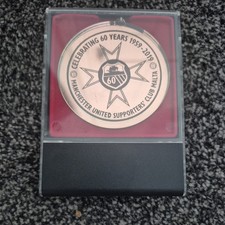 CELEBRATING 60 YEARS 1959-2019
MANCHESTER UNITED SUPPORTERS' CLUB MALTA
60